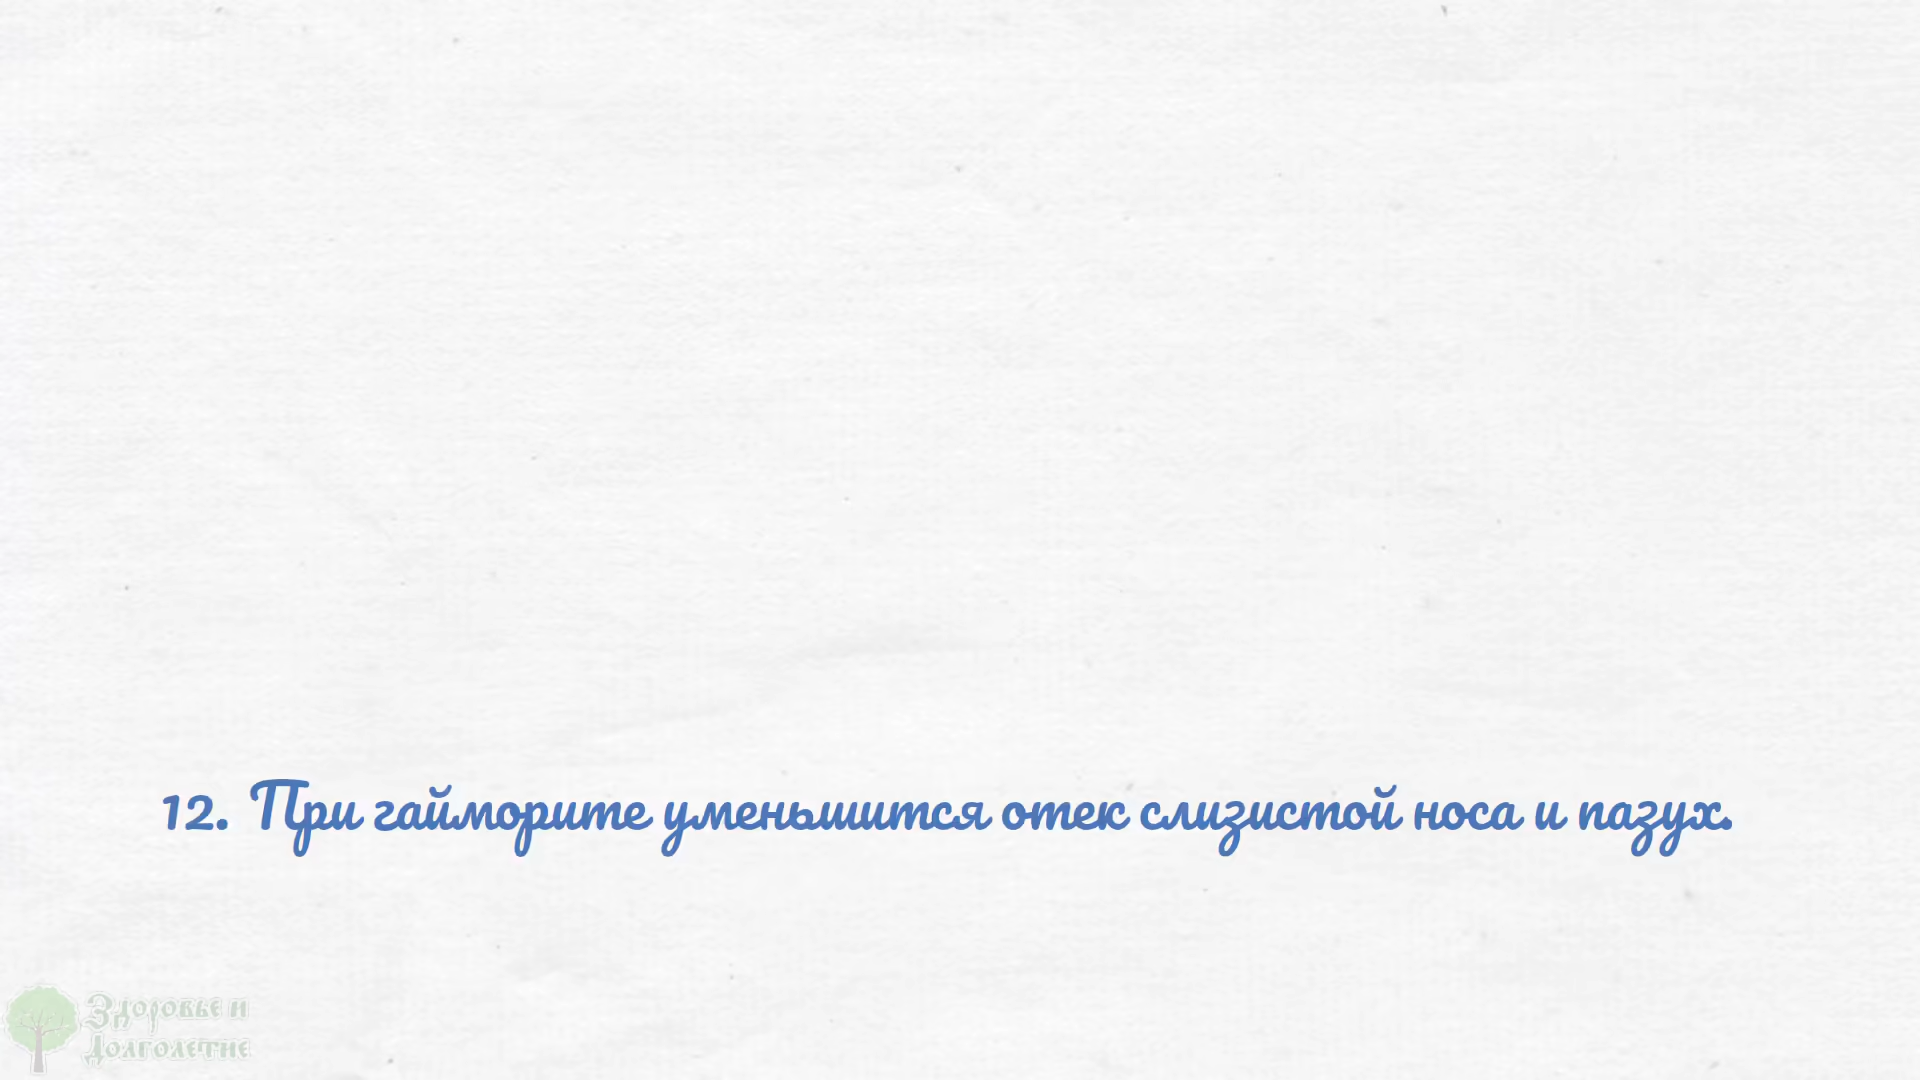 12. При гайморите уменьшится отек слизистой носа и пазух.
Здоровье и
Долголетие